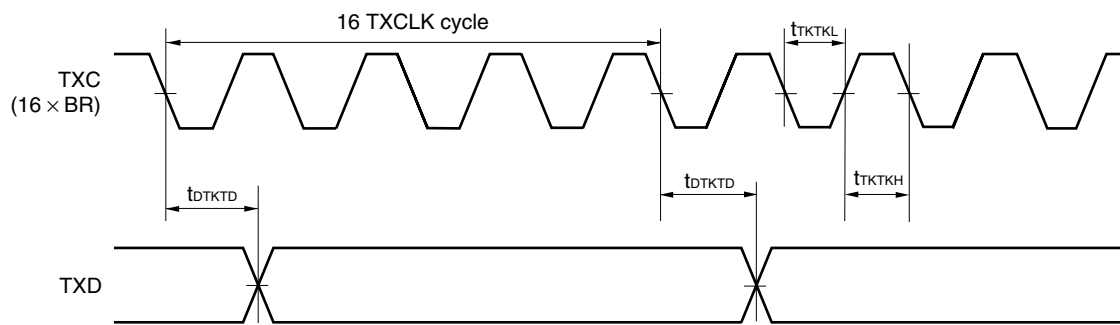 16 TXCLK cycle
tTKTKL
TXC
(16 × BR)
tDTKTD
tDTKTD
tTKTKH
TXD